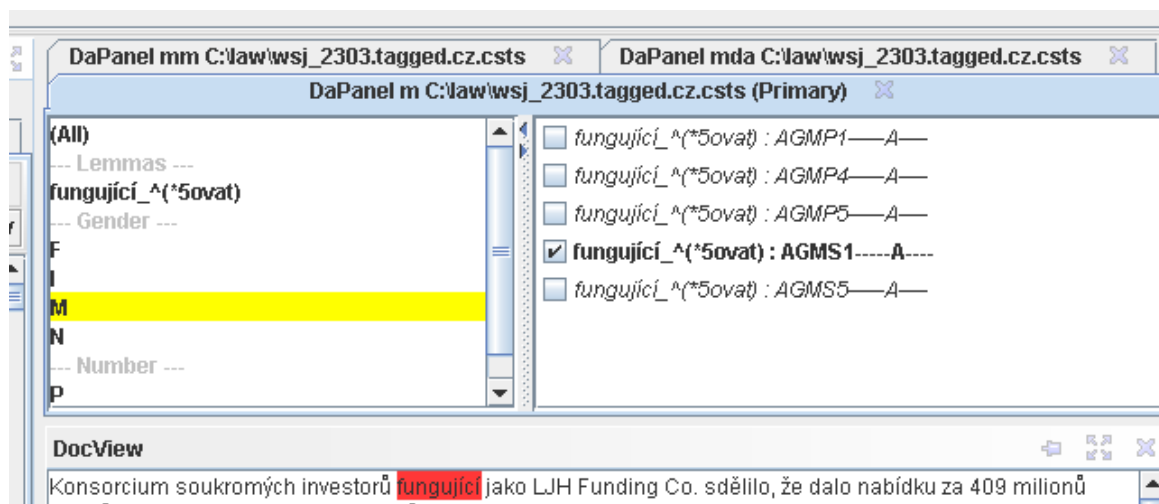 DaPanel mm C:\law\wsj_2303.tagged.cz.csts
DaPanel mda C:\law\wsj_2303.tagged.cz.csts
DaPanel m C:\law\wsj_2303.tagged.cz.csts (Primary)
(All)
--- Lemmas ---
fungující_^(*5ovat)
--- Gender ---
F
I
M
N
--- Number ---
P
fungující_^(*5ovat) : AGMP1-----A----
fungující_^(*5ovat) : AGMP4-----A----
fungující_^(*5ovat) : AGMP5-----A----
fungující_^(*5ovat) : AGMS1-----A----
fungující_^(*5ovat) : AGMS5-----A----
DocView
Konsorcium soukromých investorů fungující jako LJH Funding Co. sdělilo, že dalo nabídku za 409 milionů